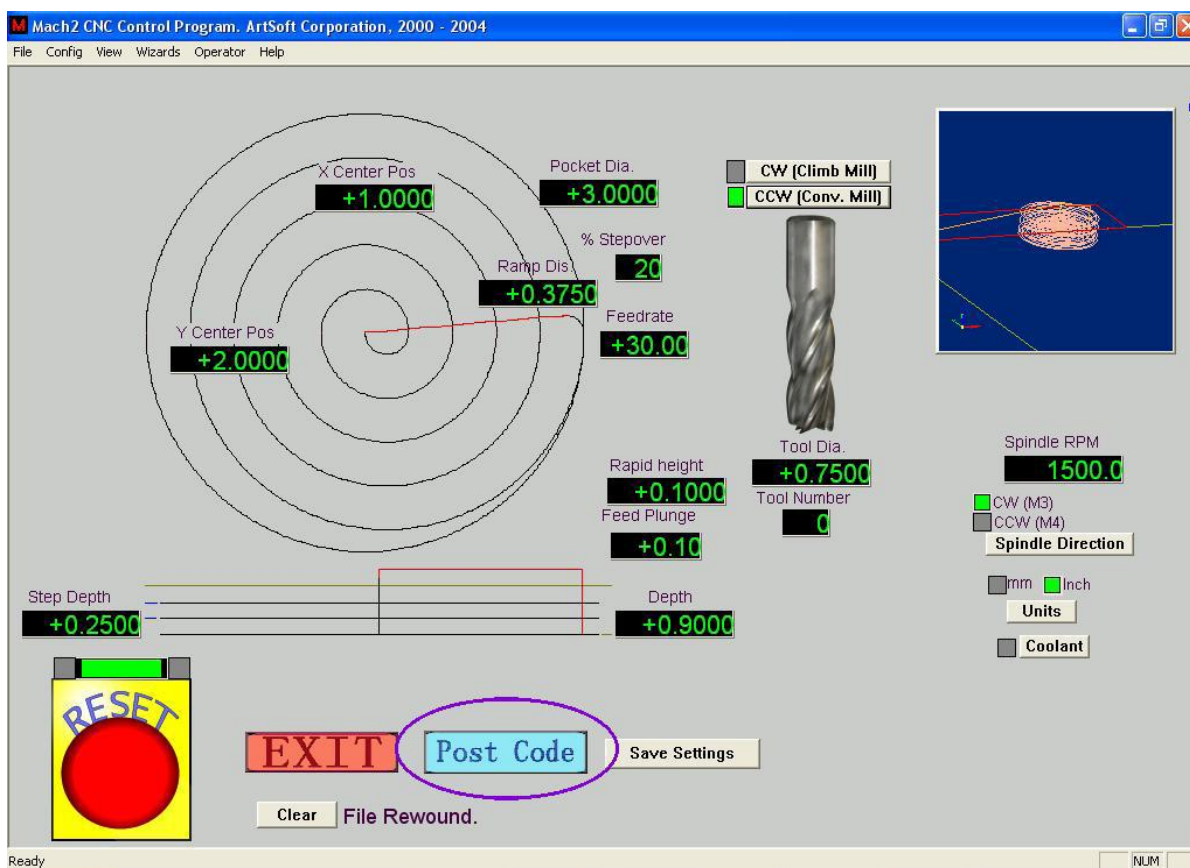 Mach2 CNC Control Program. ArtSoft Corporation, 2000 - 2004
File Config View Wizards Operator Help
X Center Pos
+1.0000
Pocket Dia.
+3.0000
CW (Climb Mill)
CCW (Conv. Mill)
% Stepover
20
Ramp Dis.
+0.3750
Feedrate
+30.00
Y Center Pos
+2.0000
Tool Dia.
+0.7500
Spindle RPM
1500.0
Rapid height
+0.1000
Tool Number
0
Feed Plunge
+0.10
CW (M3)
CCW (M4)
Spindle Direction
mm Inch
Units
Coolant
Step Depth
+0.2500
Depth
+0.9000
RESET
EXIT
Post Code
Save Settings
Clear
File Rewound.
Ready
NUM